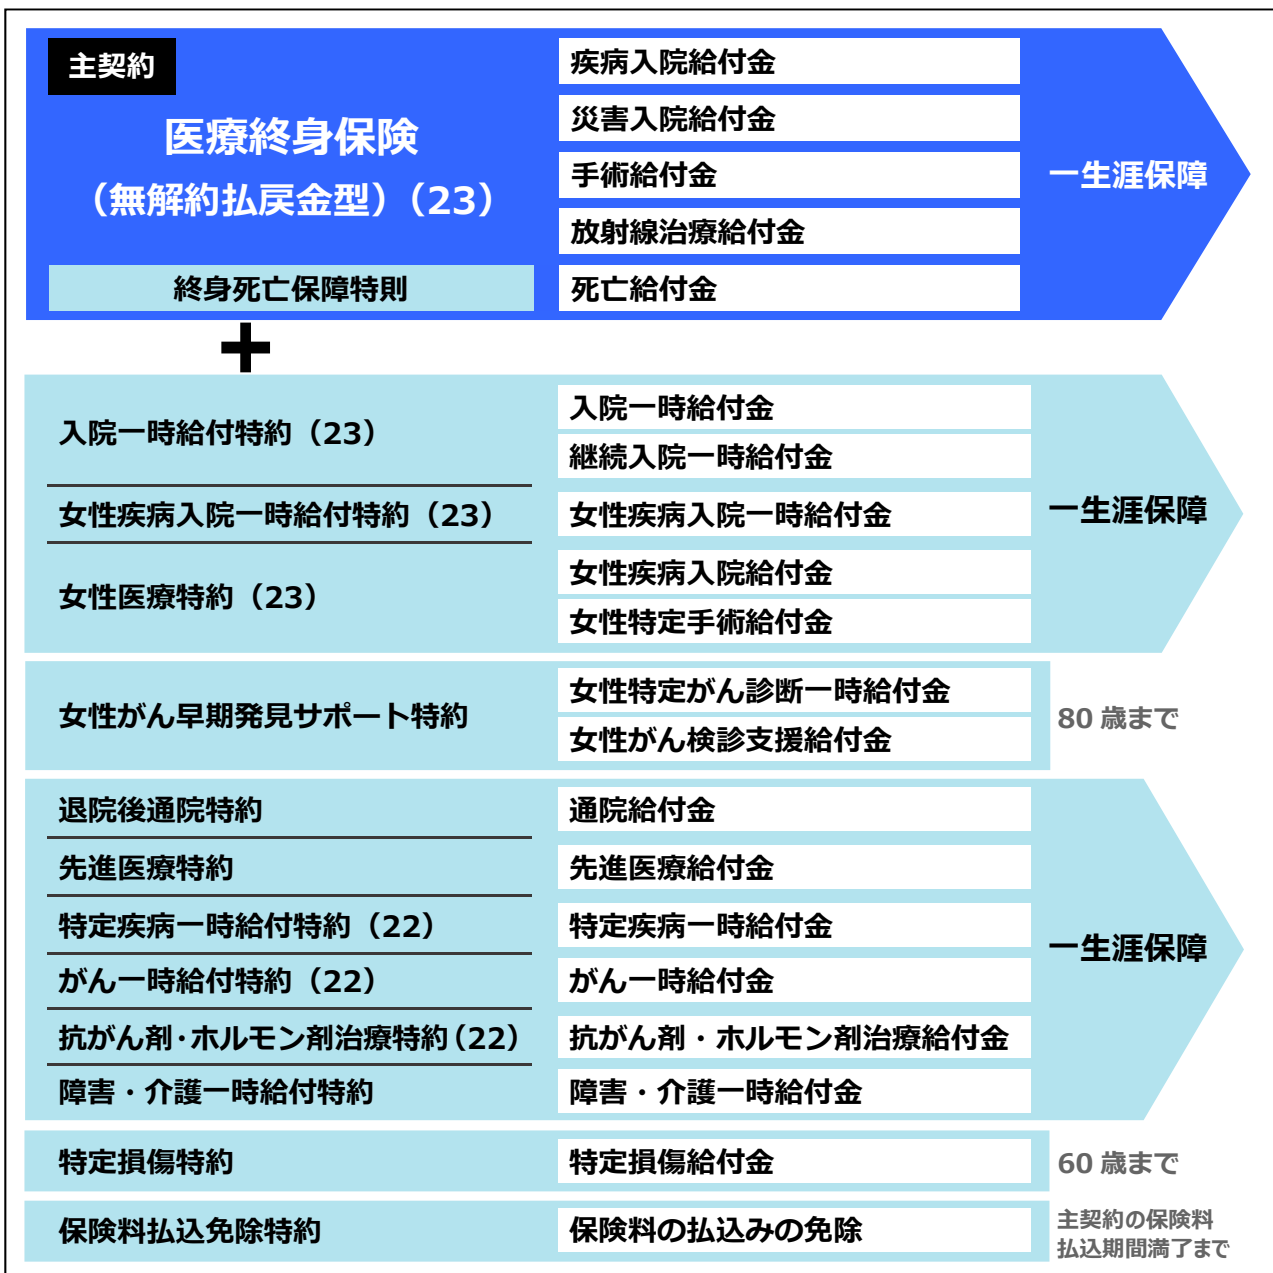 主契約
医療終身保険
（無解約払戻金型）（23）
疾病入院給付金
災害入院給付金
手術給付金
放射線治療給付金
終身死亡保障特則
死亡給付金
一生涯保障
+
入院一時給付特約（23）
入院一時給付金
継続入院一時給付金
女性疾病入院一時給付特約（23）
女性疾病入院一時給付金
女性医療特約（23）
女性疾病入院給付金
女性特定手術給付金
一生涯保障
女性がん早期発見サポート特約
女性特定がん診断一時給付金
女性がん検診支援給付金
80 歳まで
退院後通院特約
通院給付金
先進医療特約
先進医療給付金
特定疾病一時給付特約（22）
特定疾病一時給付金
がん一時給付特約（22）
がん一時給付金
抗がん剤・ホルモン剤治療特約（22）
抗がん剤・ホルモン剤治療給付金
障害・介護一時給付特約
障害・介護一時給付金
一生涯保障
特定損傷特約
特定損傷給付金
60 歳まで
保険料払込免除特約
保険料の払込みの免除
主契約の保険料
払込期間満了まで